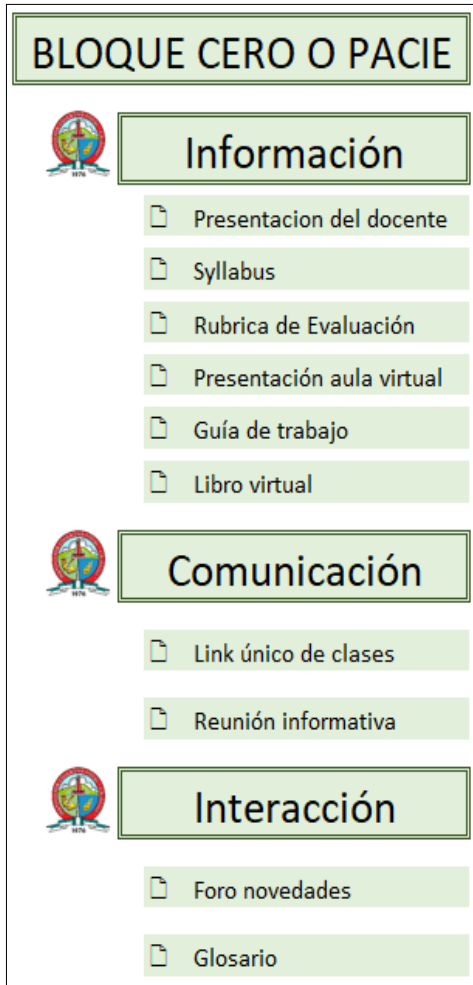 BLOQUE CERO O PACIE
Información
Presentacion del docente
Syllabus
Rubrica de Evaluación
Presentación aula virtual
Guía de trabajo
Libro virtual
Comunicación
Link único de clases
Reunión informativa
Interacción
Foro novedades
Glosario